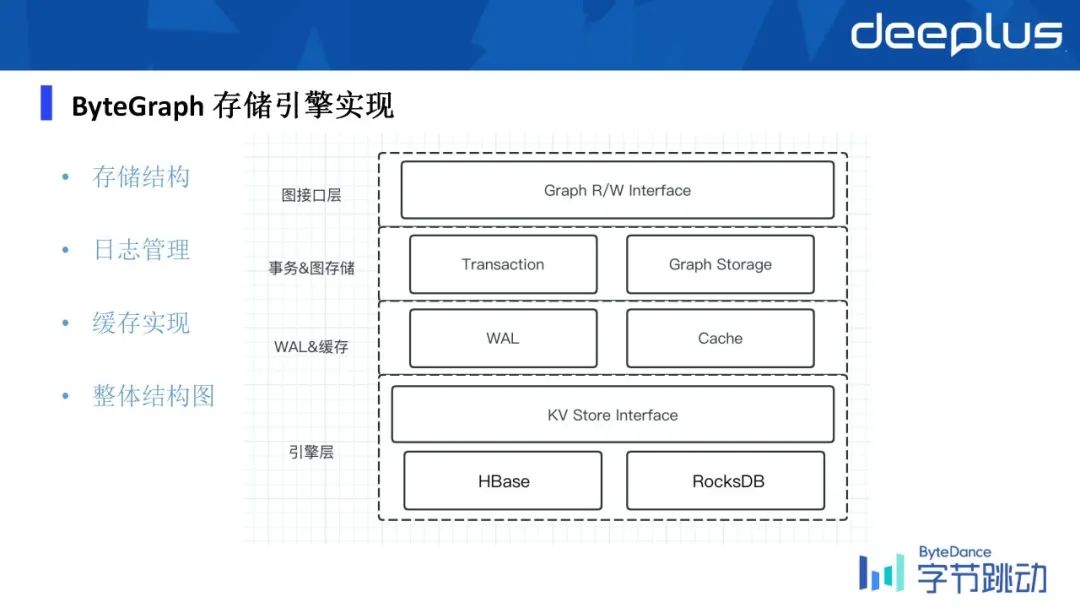 deeplus
ByteGraph 存储引擎实现
• 存储结构
• 日志管理
• 缓存实现
• 整体结构图
图接口层
Graph R/W Interface
事务&图存储
Transaction
Graph Storage
WAL&缓存
WAL
Cache
引擎层
KV Store Interface
HBase
RocksDB
ByteDance
字节跳动